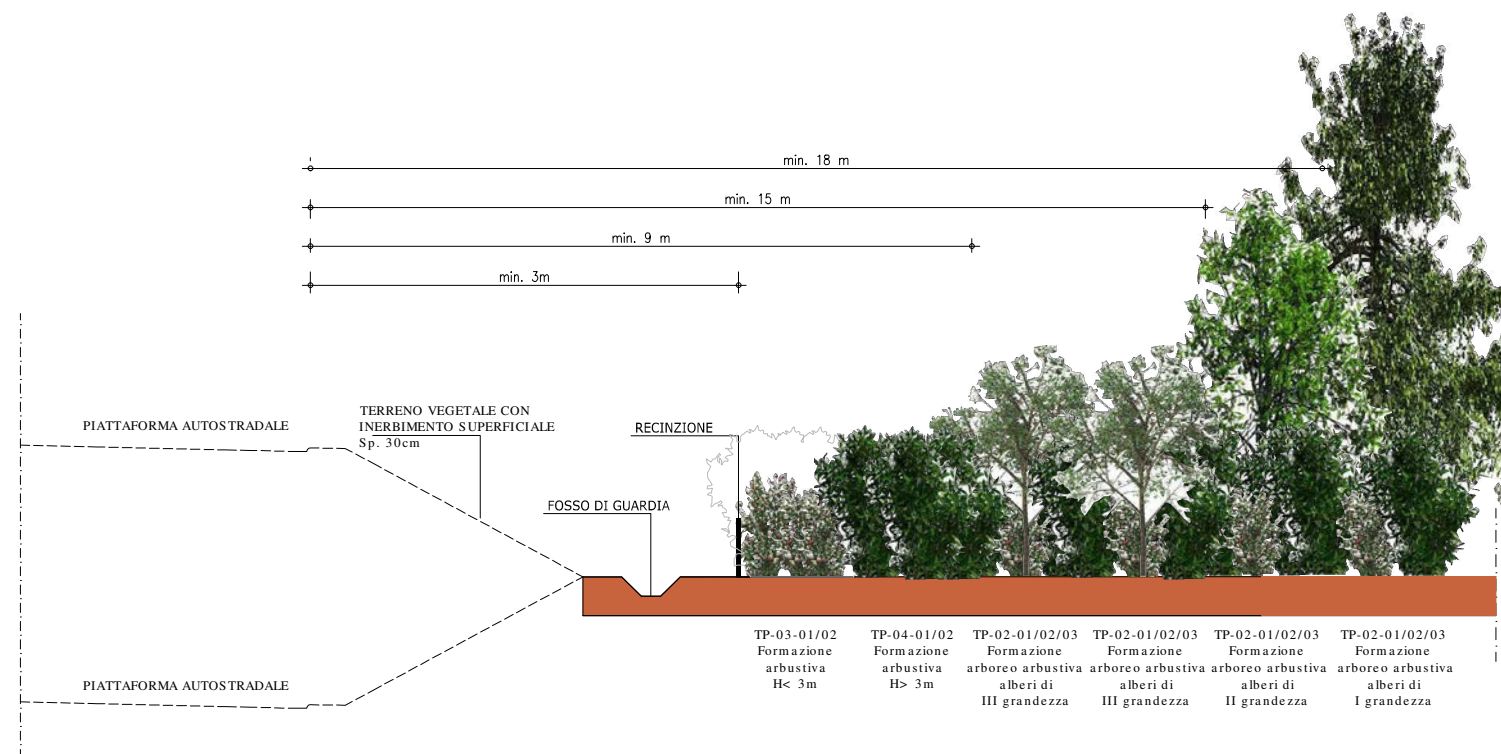 min. 18 m
min. 15 m
min. 9 m
min. 3m
PIATTAFORMA AUTOSTRADALE
TERRENO VEGETALE CON
INERBIMENTO SUPERFICIALE
Sp. 30cm
RECINZIONE
FOSSO DI GUARDIA
PIATTAFORMA AUTOSTRADALE
TP-03-01/02
Formazione
arbustiva
H< 3m
TP-04-01/02
Formazione
arbustiva
H> 3m
TP-02-01/02/03
Formazione
arboreo arbustiva
alberi di
III grandezza
TP-02-01/02/03
Formazione
arboreo arbustiva
alberi di
III grandezza
TP-02-01/02/03
Formazione
arboreo arbustiva
alberi di
II grandezza
TP-02-01/02/03
Formazione
arboreo arbustiva
alberi di
I grandezza